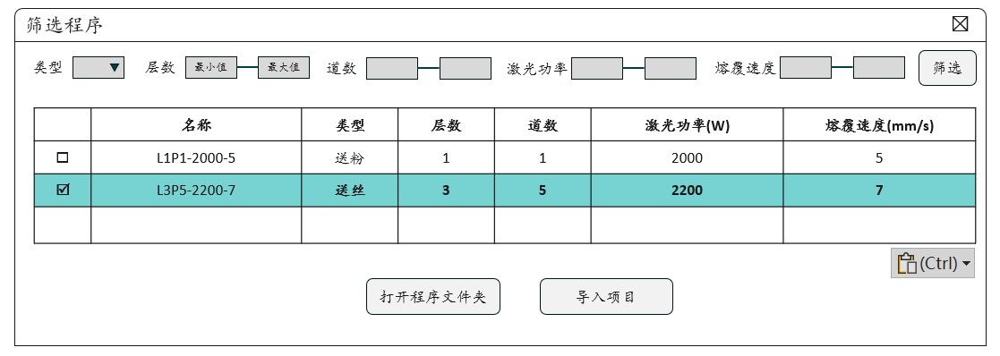 筛选程序
类型 层数 最小值 最大值 道数 激光功率 熔覆速度 筛选
名称 类型 层数 道数 激光功率(W) 熔覆速度(mm/s)
L1P1-2000-5 送粉 1 1 2000 5
L3P5-2200-7 送丝 3 5 2200 7
(Ctrl)
打开程序文件夹 导入项目